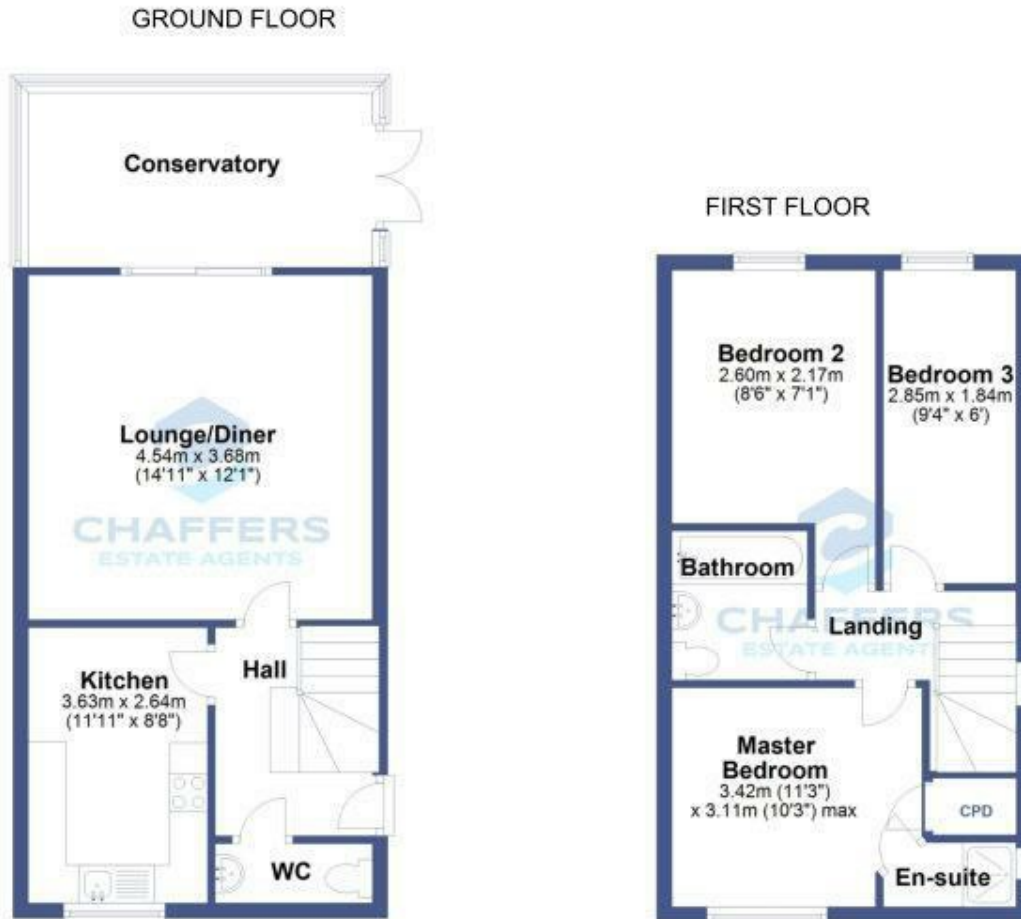 GROUND FLOOR
Conservatory
Lounge/Diner
4.54m x 3.68m
(14'11" x 12'1")
CHAFFERS
ESTATE AGENTS
Kitchen
3.63m x 2.64m
(11'11" x 8'8")
Hall
WC
FIRST FLOOR
Bedroom 2
2.60m x 2.17m
(8'6" x 7'1")
Bedroom 3
2.85m x 1.84m
(9'4" x 6')
Bathroom
CHAFFERS
ESTATE AGENT
Landing
Master
Bedroom
3.42m (11'3")
x 3.11m (10'3") max
CPD
En-suite